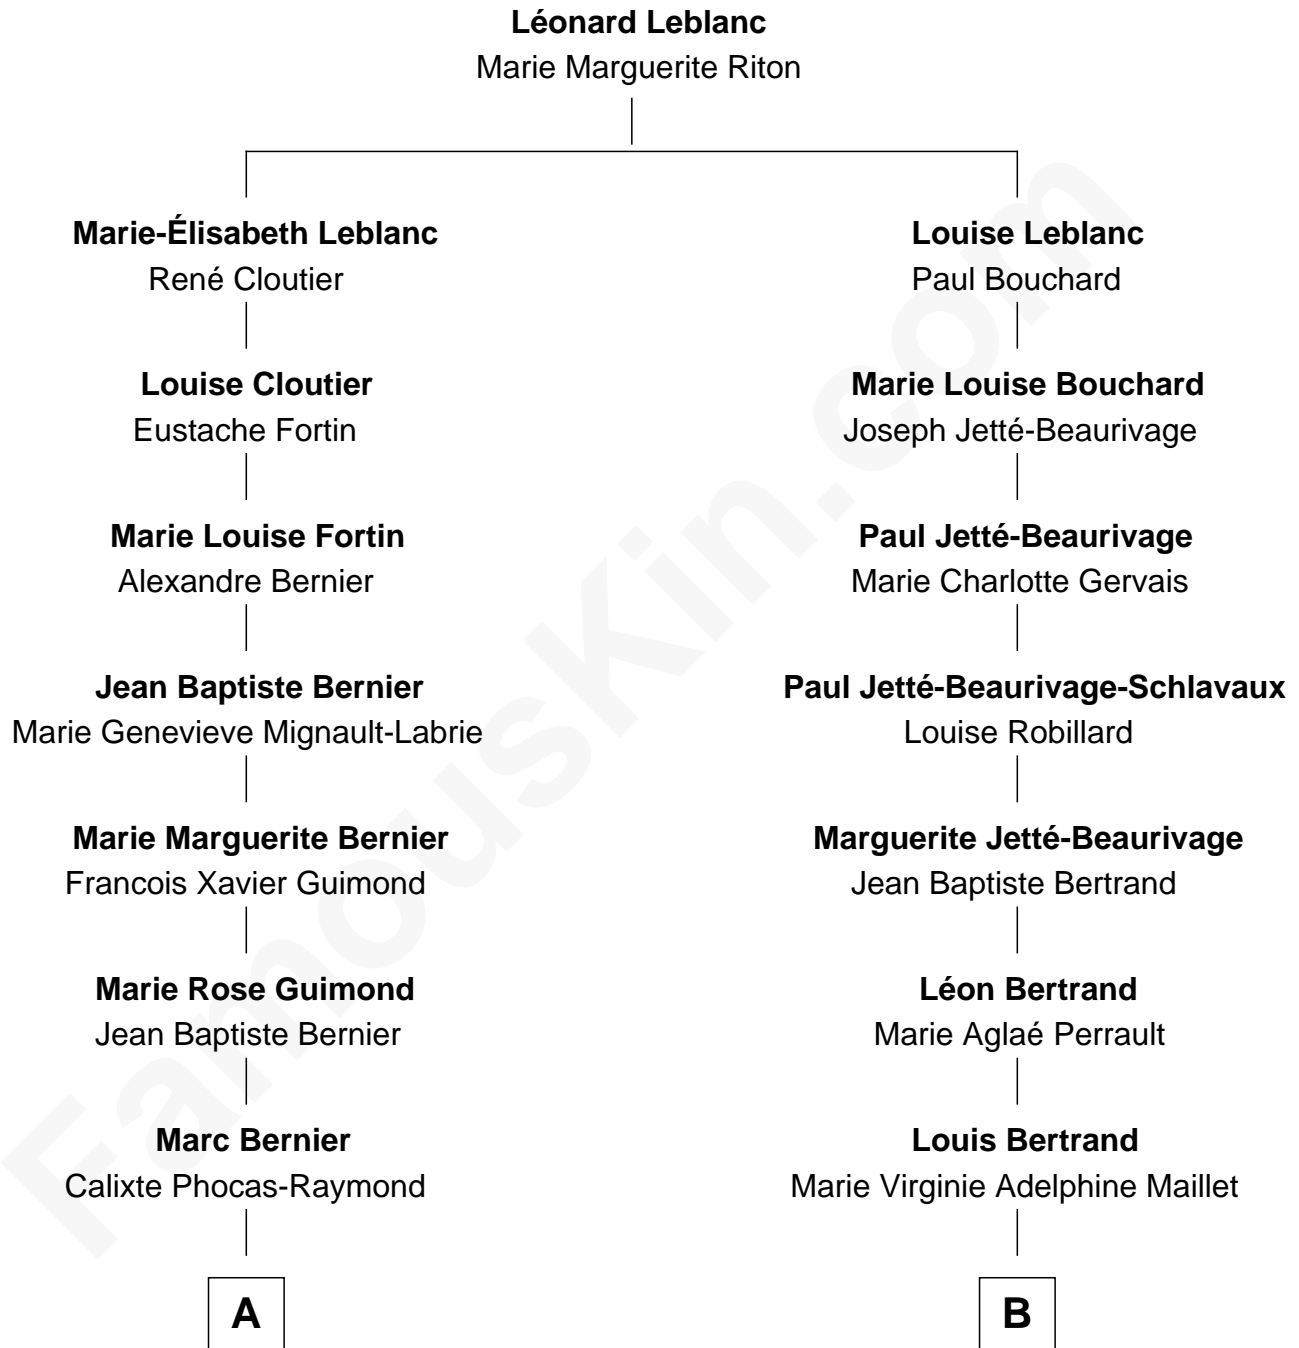 Léonard Leblanc
Marie Marguerite Riton
Marie-Élisabeth Leblanc
René Cloutier
Louise Leblanc
Paul Bouchard
Louise Cloutier
Eustache Fortin
Marie Louise Bouchard
Joseph Jetté-Beaurivage
Marie Louise Fortin
Alexandre Bernier
Paul Jetté-Beaurivage
Marie Charlotte Gervais
Jean Baptiste Bernier
Marie Genevieve Mignault-Labrie
Paul Jetté-Beaurivage-Schlavaux
Louise Robillard
Marie Marguerite Bernier
Francois Xavier Guimond
Marguerite Jetté-Beaurivage
Jean Baptiste Bertrand
Marie Rose Guimond
Jean Baptiste Bernier
Léon Bertrand
Marie Aglaé Perrault
Marc Bernier
Calixte Phocas-Raymond
Louis Bertrand
Marie Virginie Adelphine Maillet
A
B
FamousKin.com